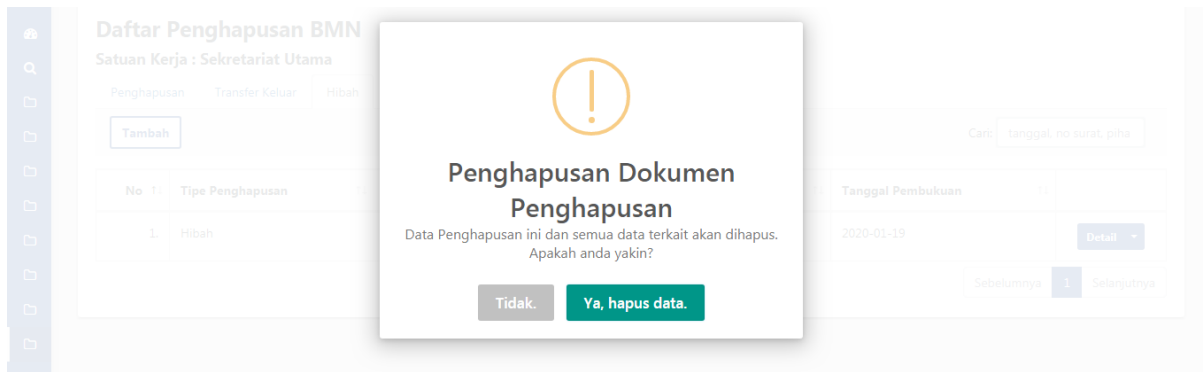 Daftar Penghapusan BMN
Satuan Kerja : Sekretariat Utama
Penghapusan Transfer Keluar Hibah
Tambah
Cari: tanggal, no surat, piha
No Tipe Penghapusan Tanggal Pembukuan
1. Hibah 2020-01-19 Detail
Sebelumnya 1 Selanjutnya
Penghapusan Dokumen
Penghapusan
Data Penghapusan ini dan semua data terkait akan dihapus.
Apakah anda yakin?
Tidak. Ya, hapus data.